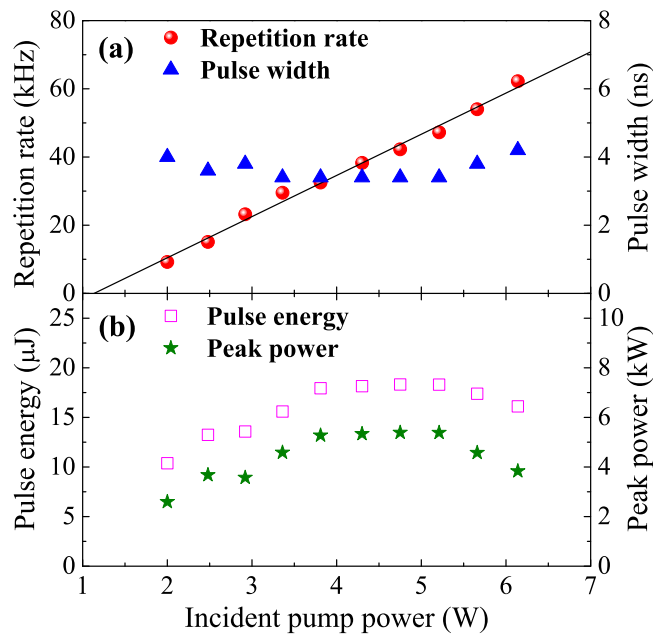 (a)
Repetition rate
Pulse width
Repetition rate (kHz)
80
60
40
20
0
Pulse width (ns)
8
6
4
2
0
(b)
Pulse energy
Peak power
Pulse energy (μJ)
25
20
15
10
5
0
Peak power (kW)
10
8
6
4
2
0
1 2 3 4 5 6 7
Incident pump power (W)